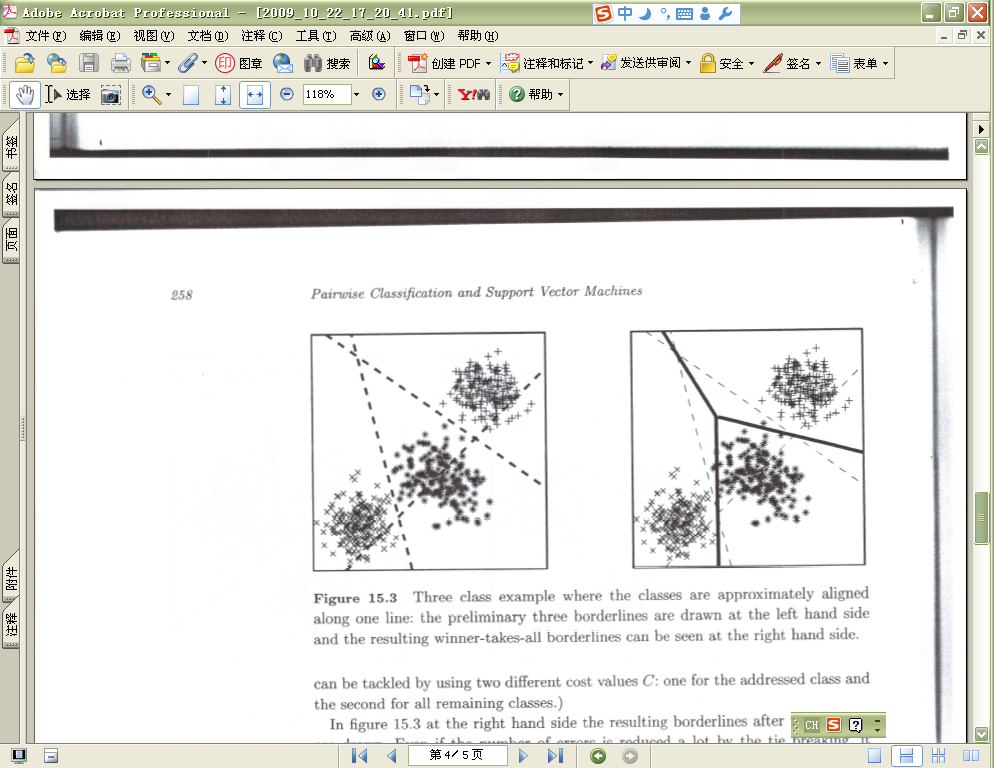 Adobe Acrobat Professional - [2009_10_22_17_20_41.pdf]
中
文件(F) 编辑(E) 视图(V) 文档(D) 注释(C) 工具(T) 高级(A) 窗口(W) 帮助(H)
图章 搜索 创建 PDF 注释和标记 发送供审阅 安全 签名 表单
选择 118% Y! 帮助
书签
签名
页面
附件
注释
258 Pairwise Classification and Support Vector Machines
Figure 15.3 Three class example where the classes are approximately aligned
along one line: the preliminary three borderlines are drawn at the left hand side
and the resulting winner-takes-all borderlines can be seen at the right hand side.
can be tackled by using two different cost values C: one for the addressed class and
the second for all remaining classes.)
In figure 15.3 at the right hand side the resulting borderlines after
CH S ?
第 4/ 5 页